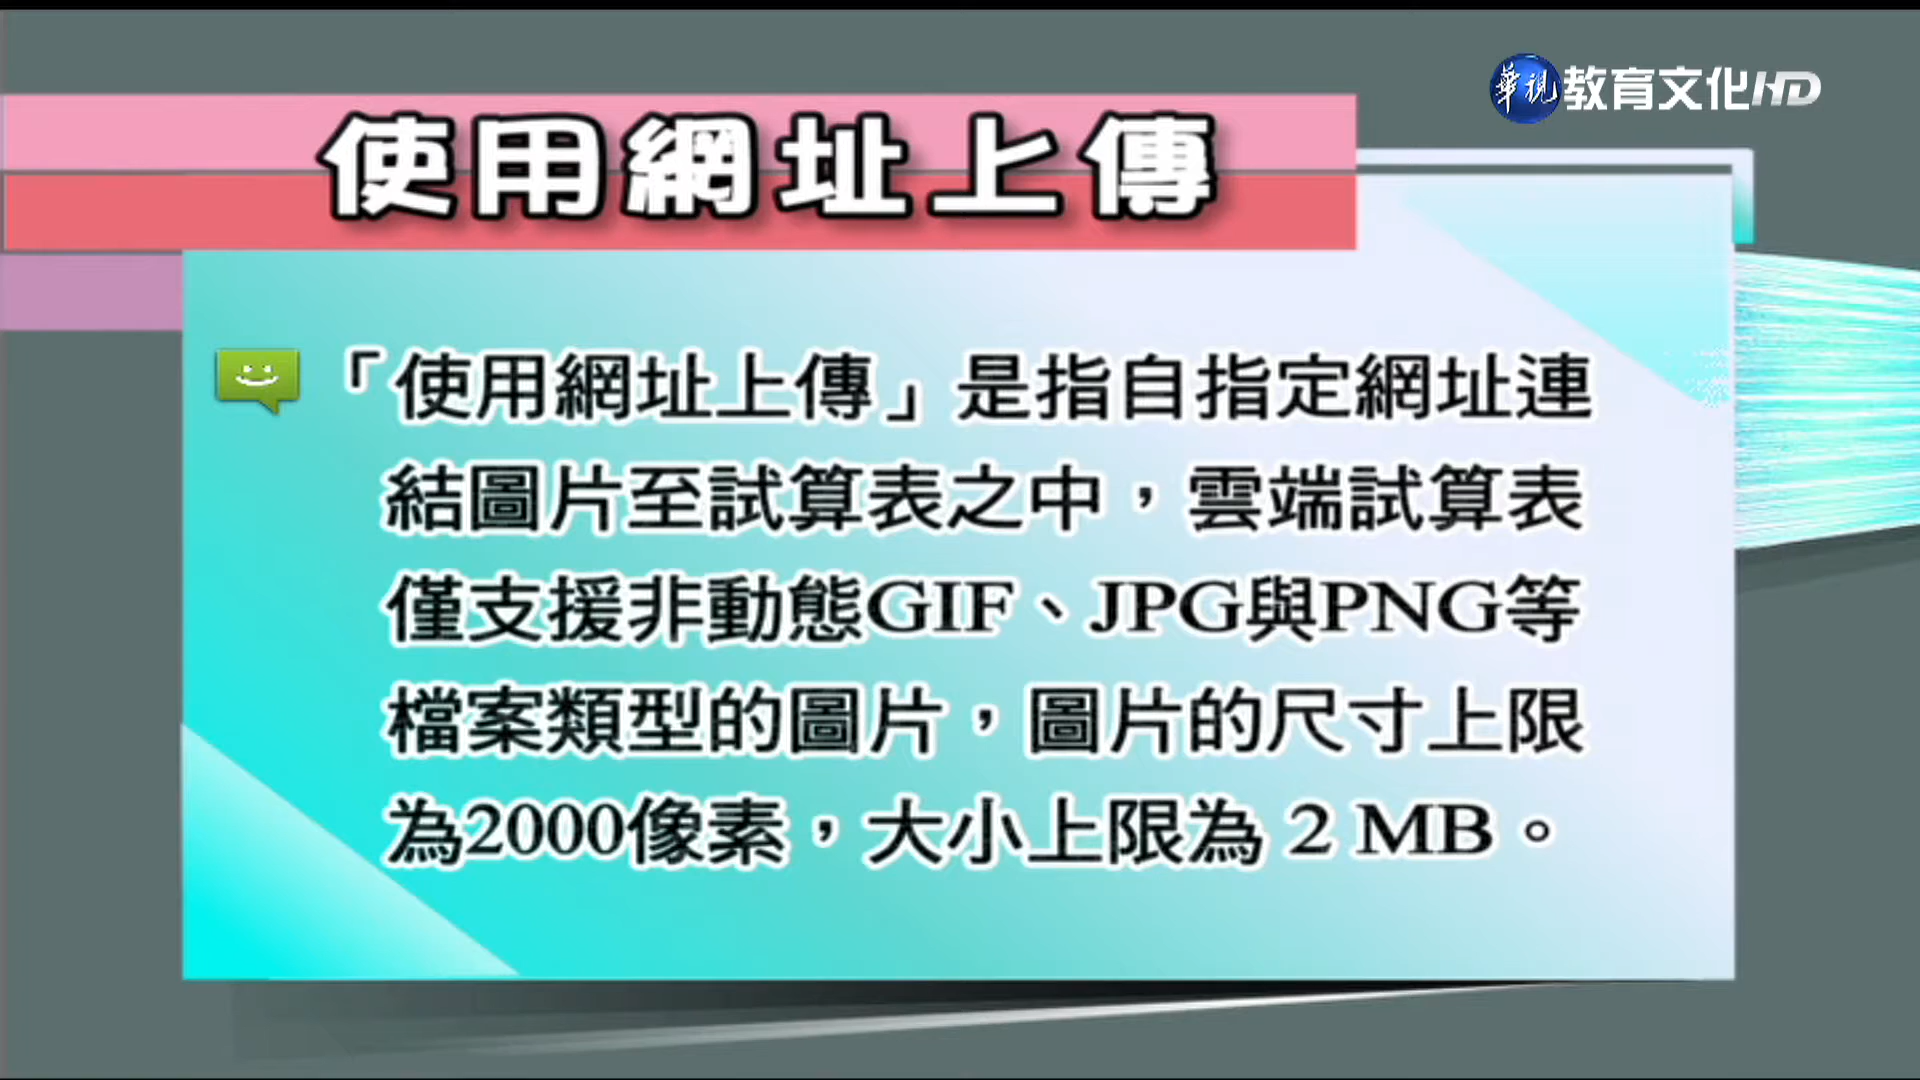 華視教育文化HD
使用網址上傳
「使用網址上傳」是指自指定網址連
結圖片至試算表之中，雲端試算表
僅支援非動態GIF、JPG與PNG等
檔案類型的圖片，圖片的尺寸上限
為2000像素，大小上限為 2 MB。